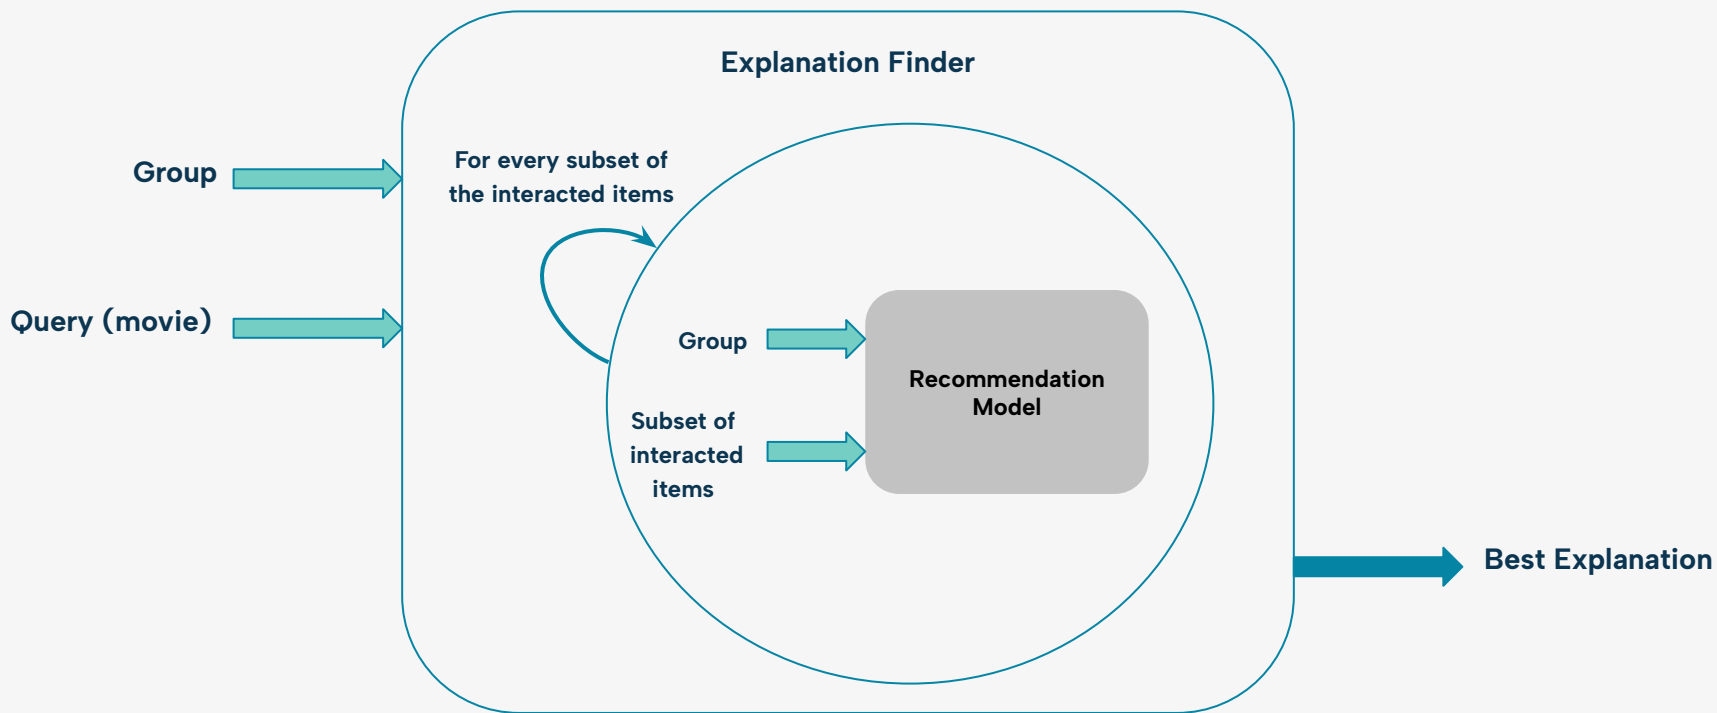 Explanation Finder
Group
Query (movie)
For every subset of
the interacted items
Group
Subset of
interacted
items
Recommendation
Model
Best Explanation